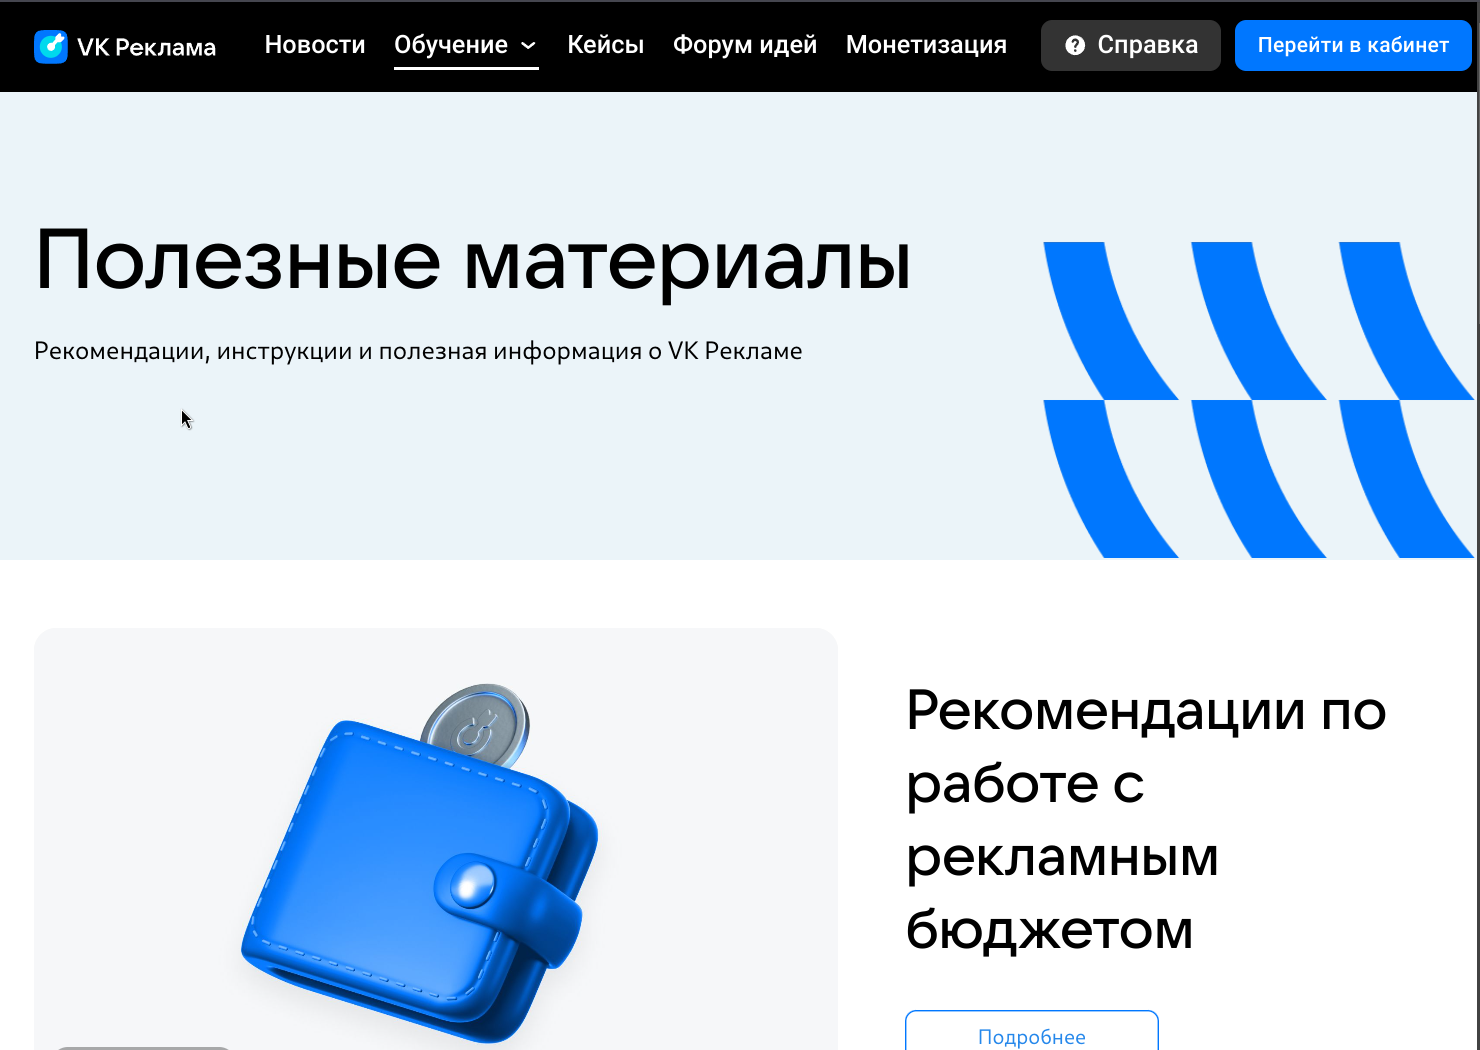 VK Реклама
Новости
Обучение
Кейсы
Форум идей
Монетизация
Справка
Перейти в кабинет
Полезные материалы
Рекомендации, инструкции и полезная информация о VK Рекламе
Рекомендации по
работе с
рекламным
бюджетом
Подробнее